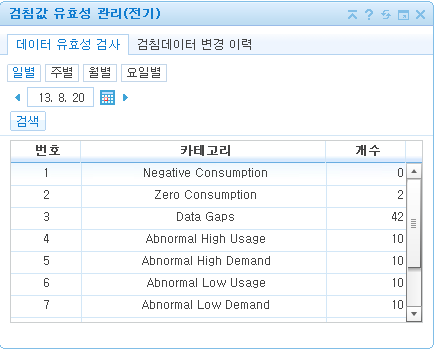 검침값 유효성 관리(전기)
데이터 유효성 검사 검침데이터 변경 이력
일별 주별 월별 요일별
13. 8. 20
검색
번호 카테고리 개수
1 Negative Consumption 0
2 Zero Consumption 2
3 Data Gaps 42
4 Abnormal High Usage 10
5 Abnormal High Demand 10
6 Abnormal Low Usage 10
7 Abnormal Low Demand 10